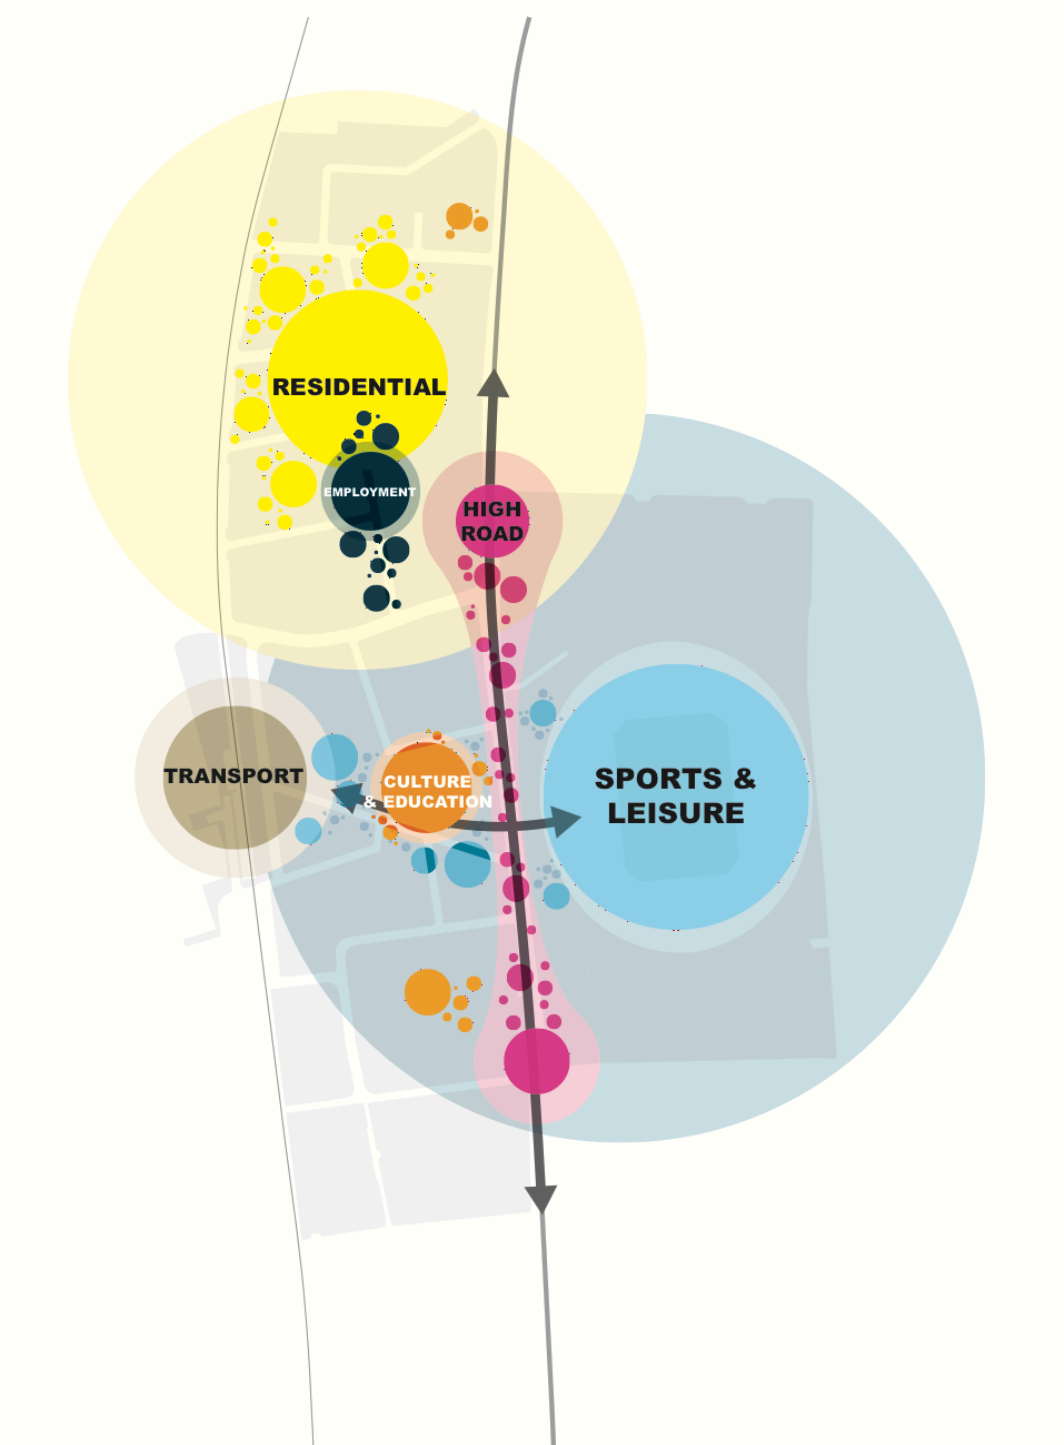 RESIDENTIAL
EMPLOYMENT
HIGH
ROAD
TRANSPORT
CULTURE
& EDUCATION
SPORTS &
LEISURE